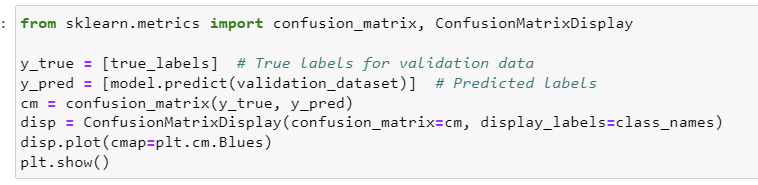 : from sklearn.metrics import confusion_matrix, ConfusionMatrixDisplay
y_true = [true_labels]  # True labels for validation data
y_pred = [model.predict(validation_dataset)]  # Predicted labels
cm = confusion_matrix(y_true, y_pred)
disp = ConfusionMatrixDisplay(confusion_matrix=cm, display_labels=class_names)
disp.plot(cmap=plt.cm.Blues)
plt.show()